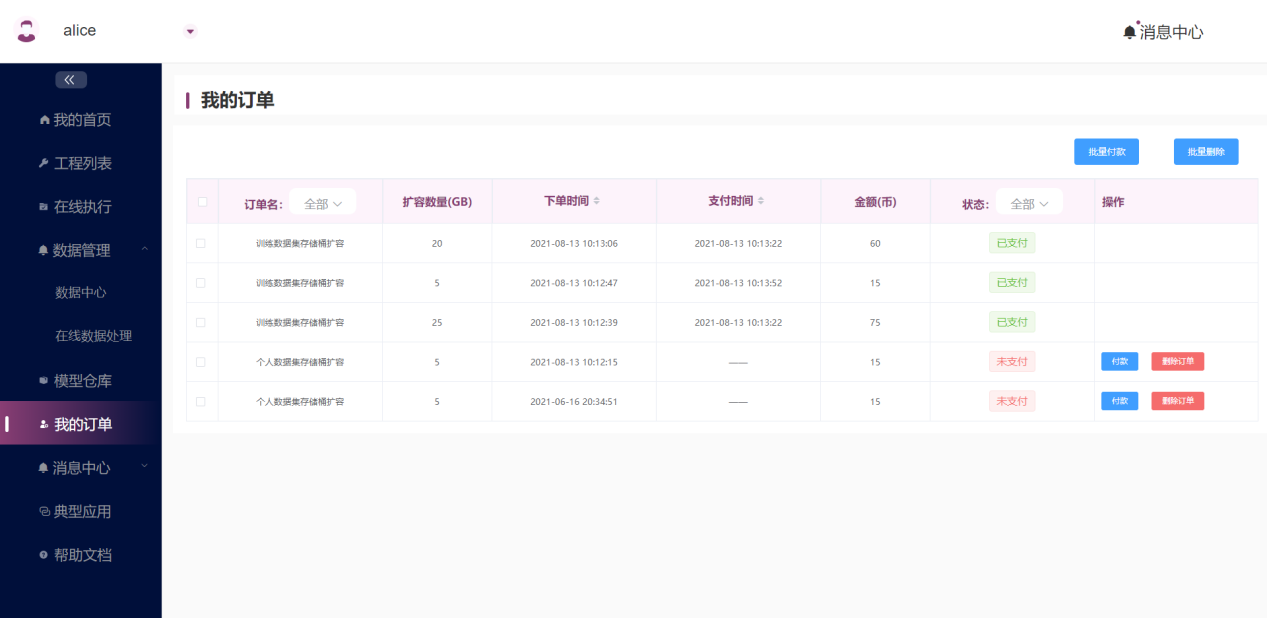 alice
消息中心
我的首页
工程列表
在线执行
数据管理
数据中心
在线数据处理
模型仓库
我的订单
消息中心
典型应用
帮助文档
我的订单
批量付款 批量删除
订单名: 全部 扩容数量(GB) 下单时间 支付时间 金额(币) 状态: 全部 操作
训练数据集存储桶扩容 20 2021-08-13 10:13:06 2021-08-13 10:13:22 60 已支付
训练数据集存储桶扩容 5 2021-08-13 10:12:47 2021-08-13 10:13:52 15 已支付
训练数据集存储桶扩容 25 2021-08-13 10:12:39 2021-08-13 10:13:22 75 已支付
个人数据集存储桶扩容 5 2021-08-13 10:12:15 —— 15 未支付 付款 删除订单
个人数据集存储桶扩容 5 2021-06-16 20:34:51 —— 15 未支付 付款 删除订单